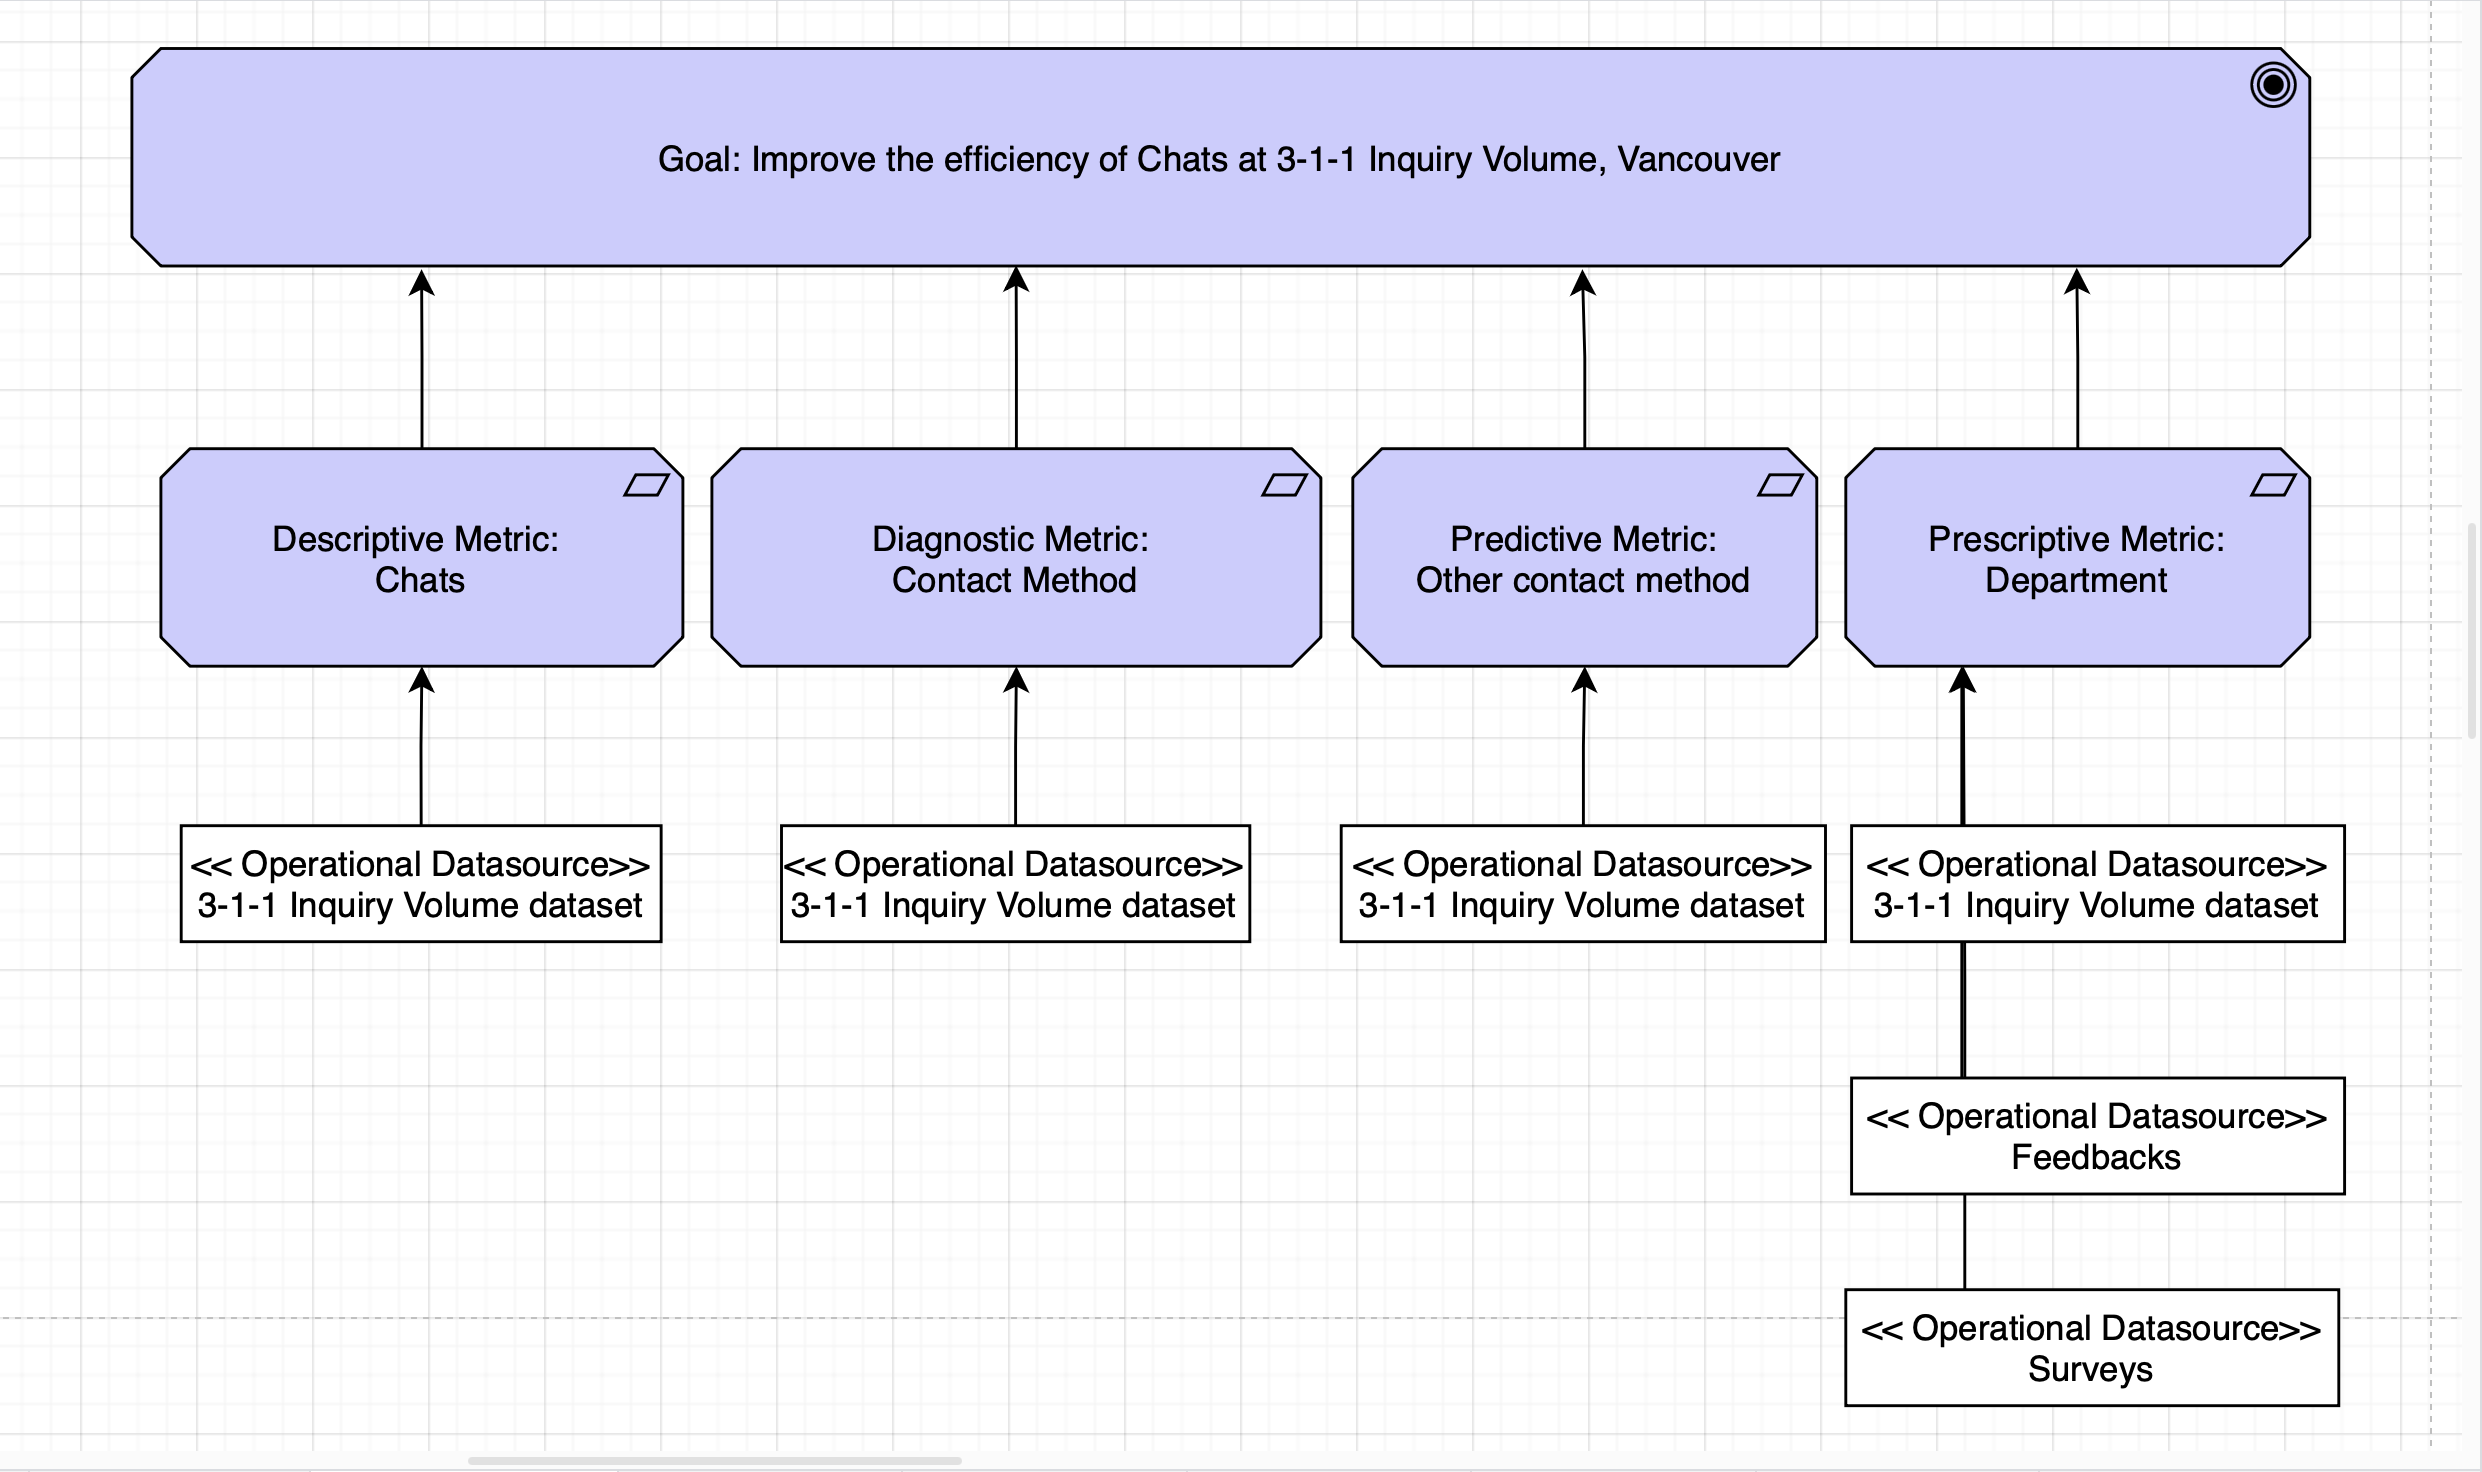 Goal: Improve the efficiency of Chats at 3-1-1 Inquiry Volume, Vancouver
Descriptive Metric:
Chats
Diagnostic Metric:
Contact Method
Predictive Metric:
Other contact method
Prescriptive Metric:
Department
<< Operational Datasource>>
3-1-1 Inquiry Volume dataset
<< Operational Datasource>>
3-1-1 Inquiry Volume dataset
<< Operational Datasource>>
3-1-1 Inquiry Volume dataset
<< Operational Datasource>>
3-1-1 Inquiry Volume dataset
<< Operational Datasource>>
Feedbacks
<< Operational Datasource>>
Surveys